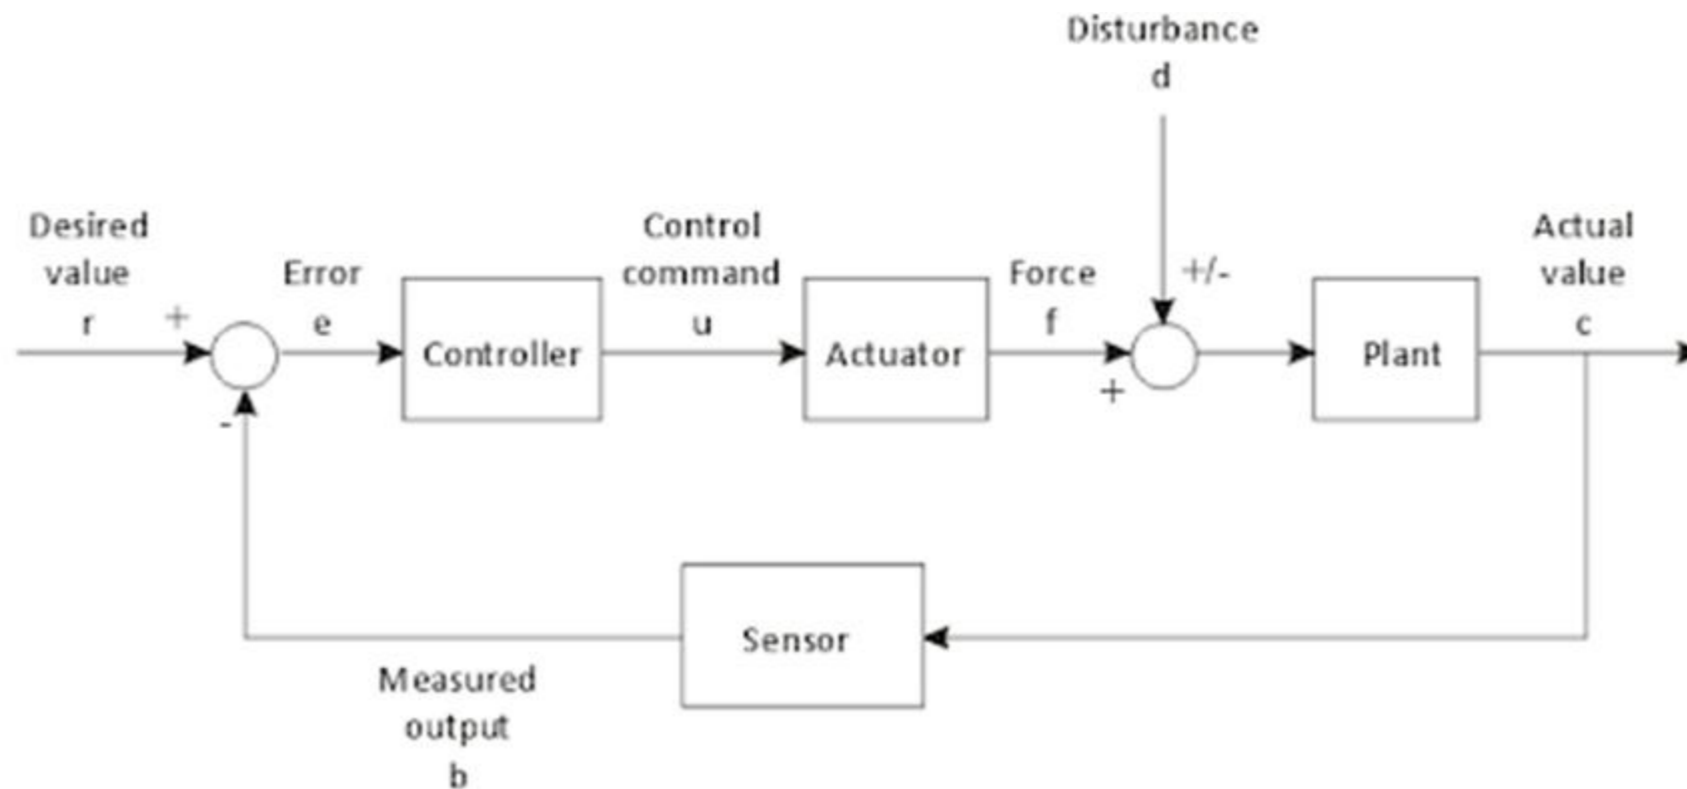 Disturbance
d
Desired
value
r
+
Error
e
Controller
Control
command
u
Actuator
Force
f
+/-
+
Plant
Actual
value
c
-
Sensor
Measured
output
b